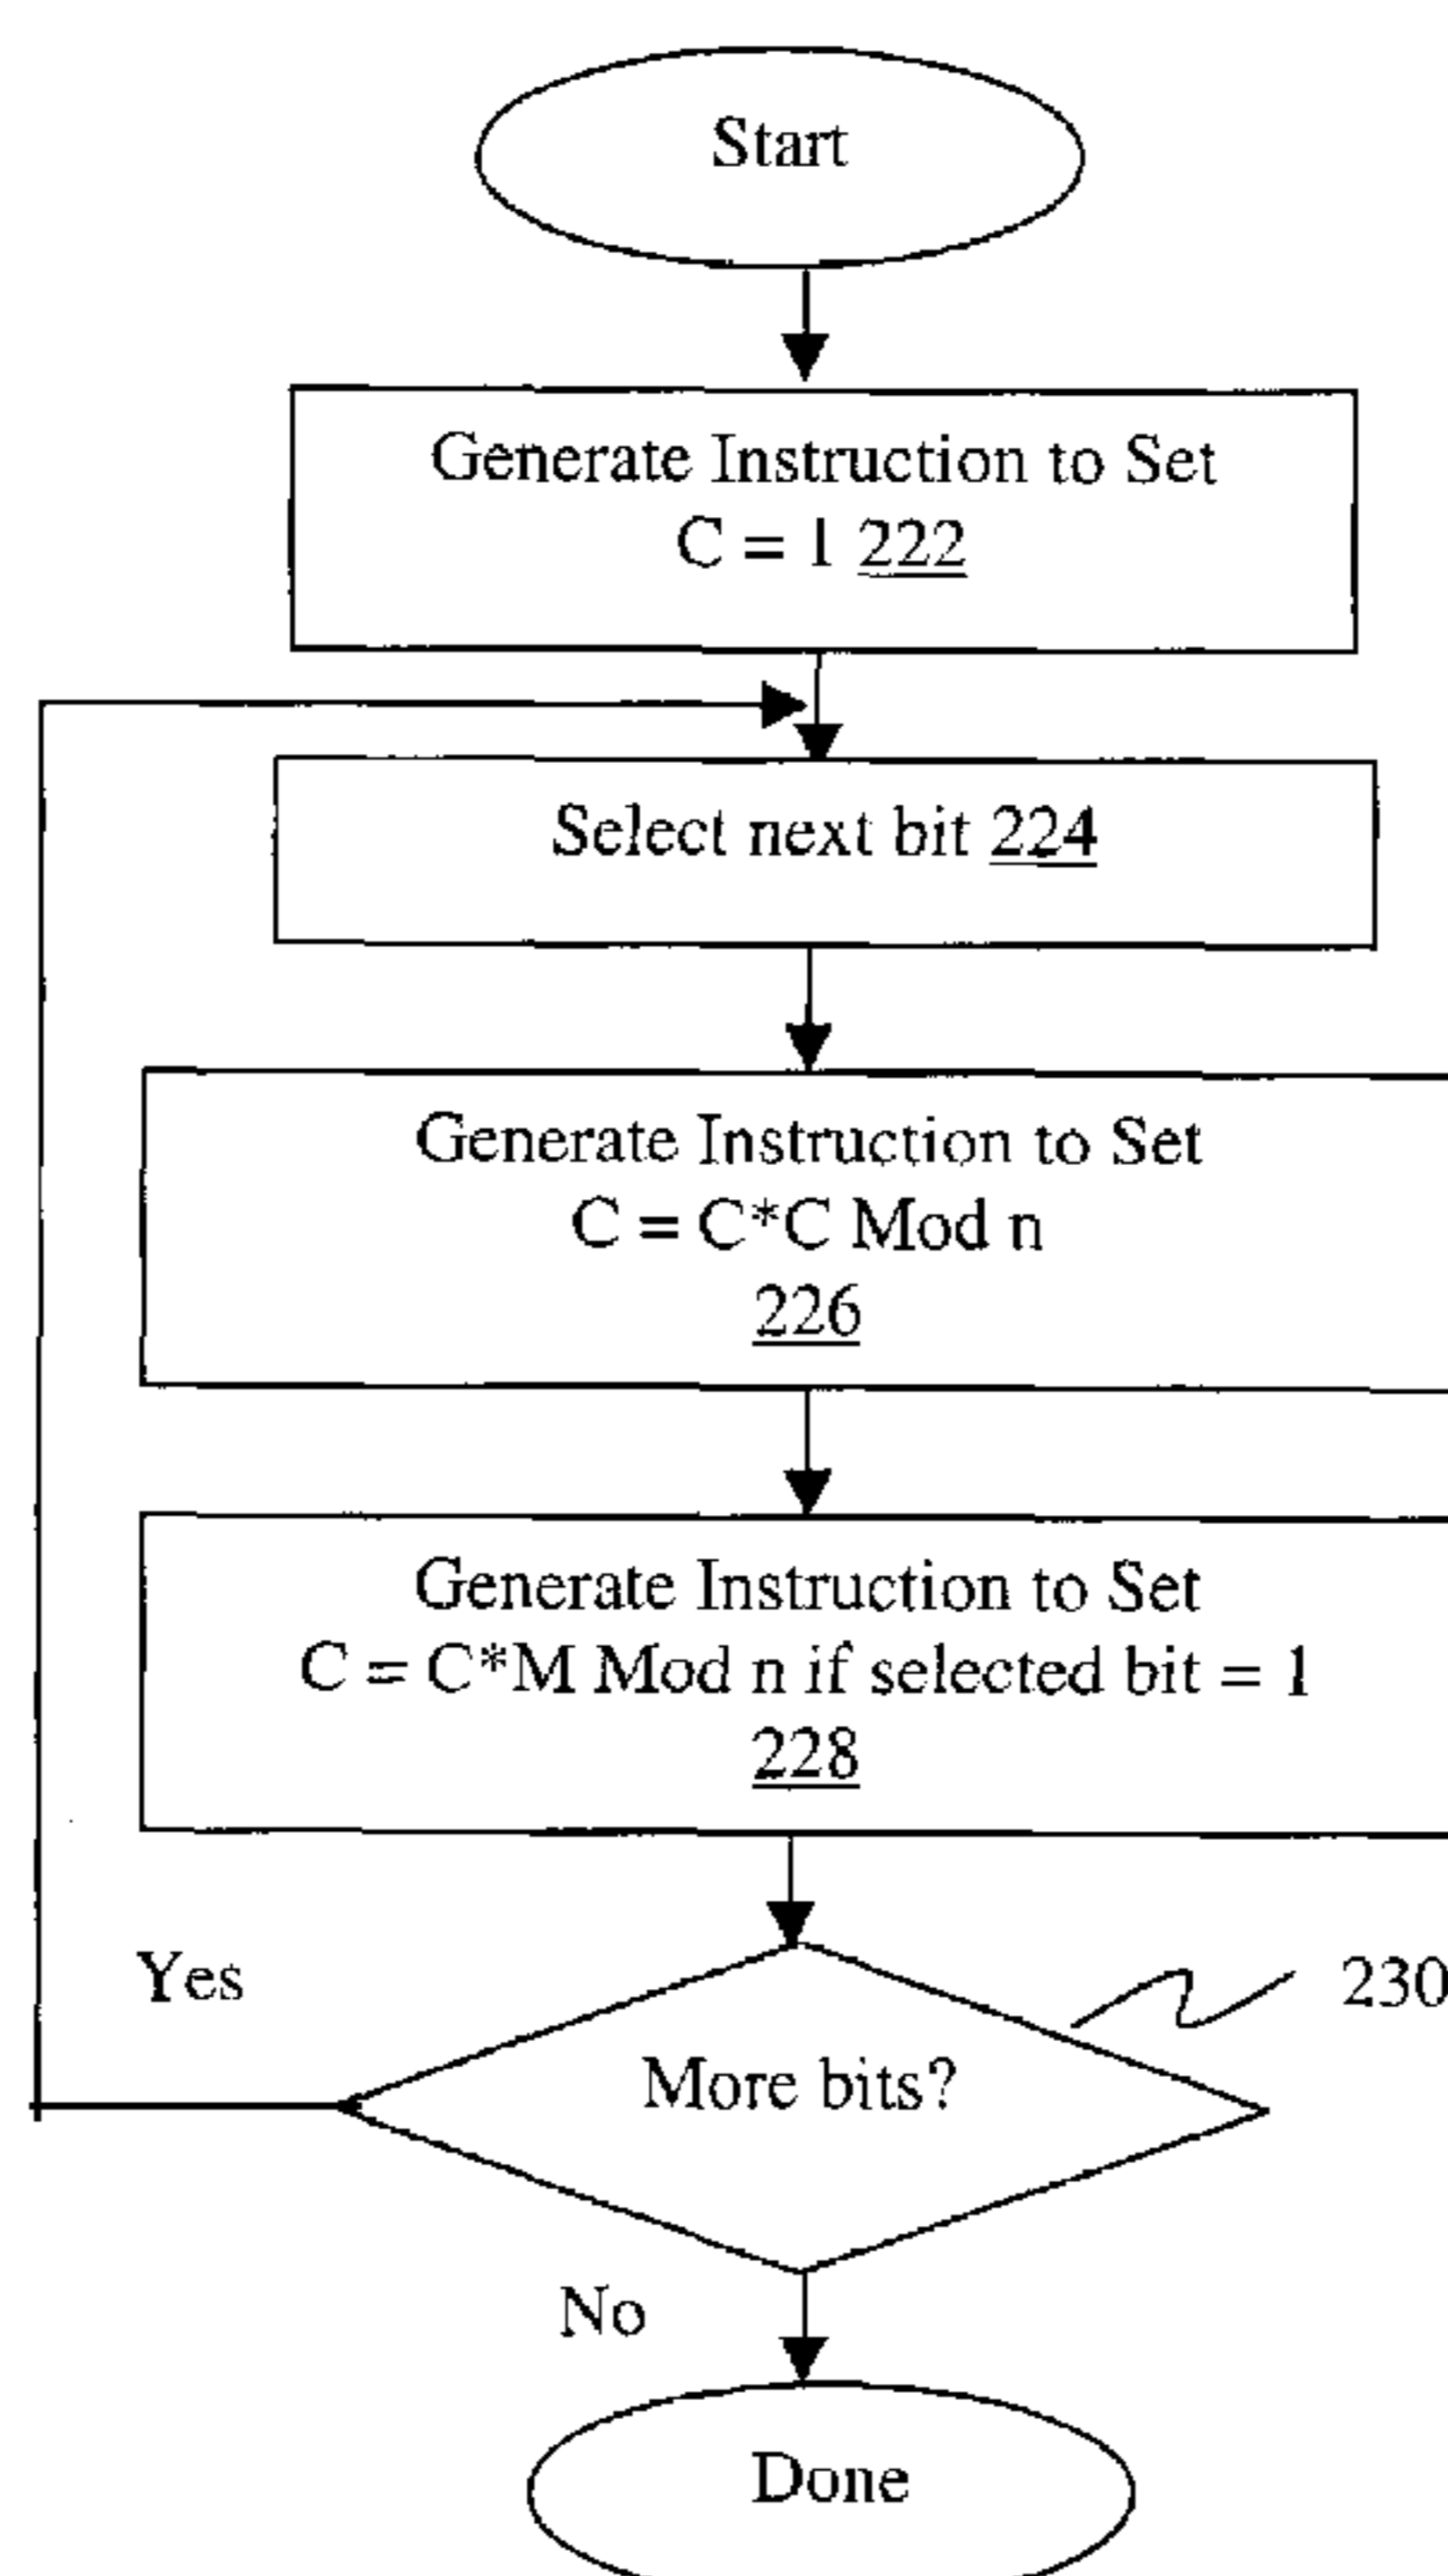 Start
Generate Instruction to Set
C = 1 222
Select next bit 224
Generate Instruction to Set
C = C*C Mod n
226
Generate Instruction to Set
C = C*M Mod n if selected bit = 1
228
Yes
230
More bits?
No
Done